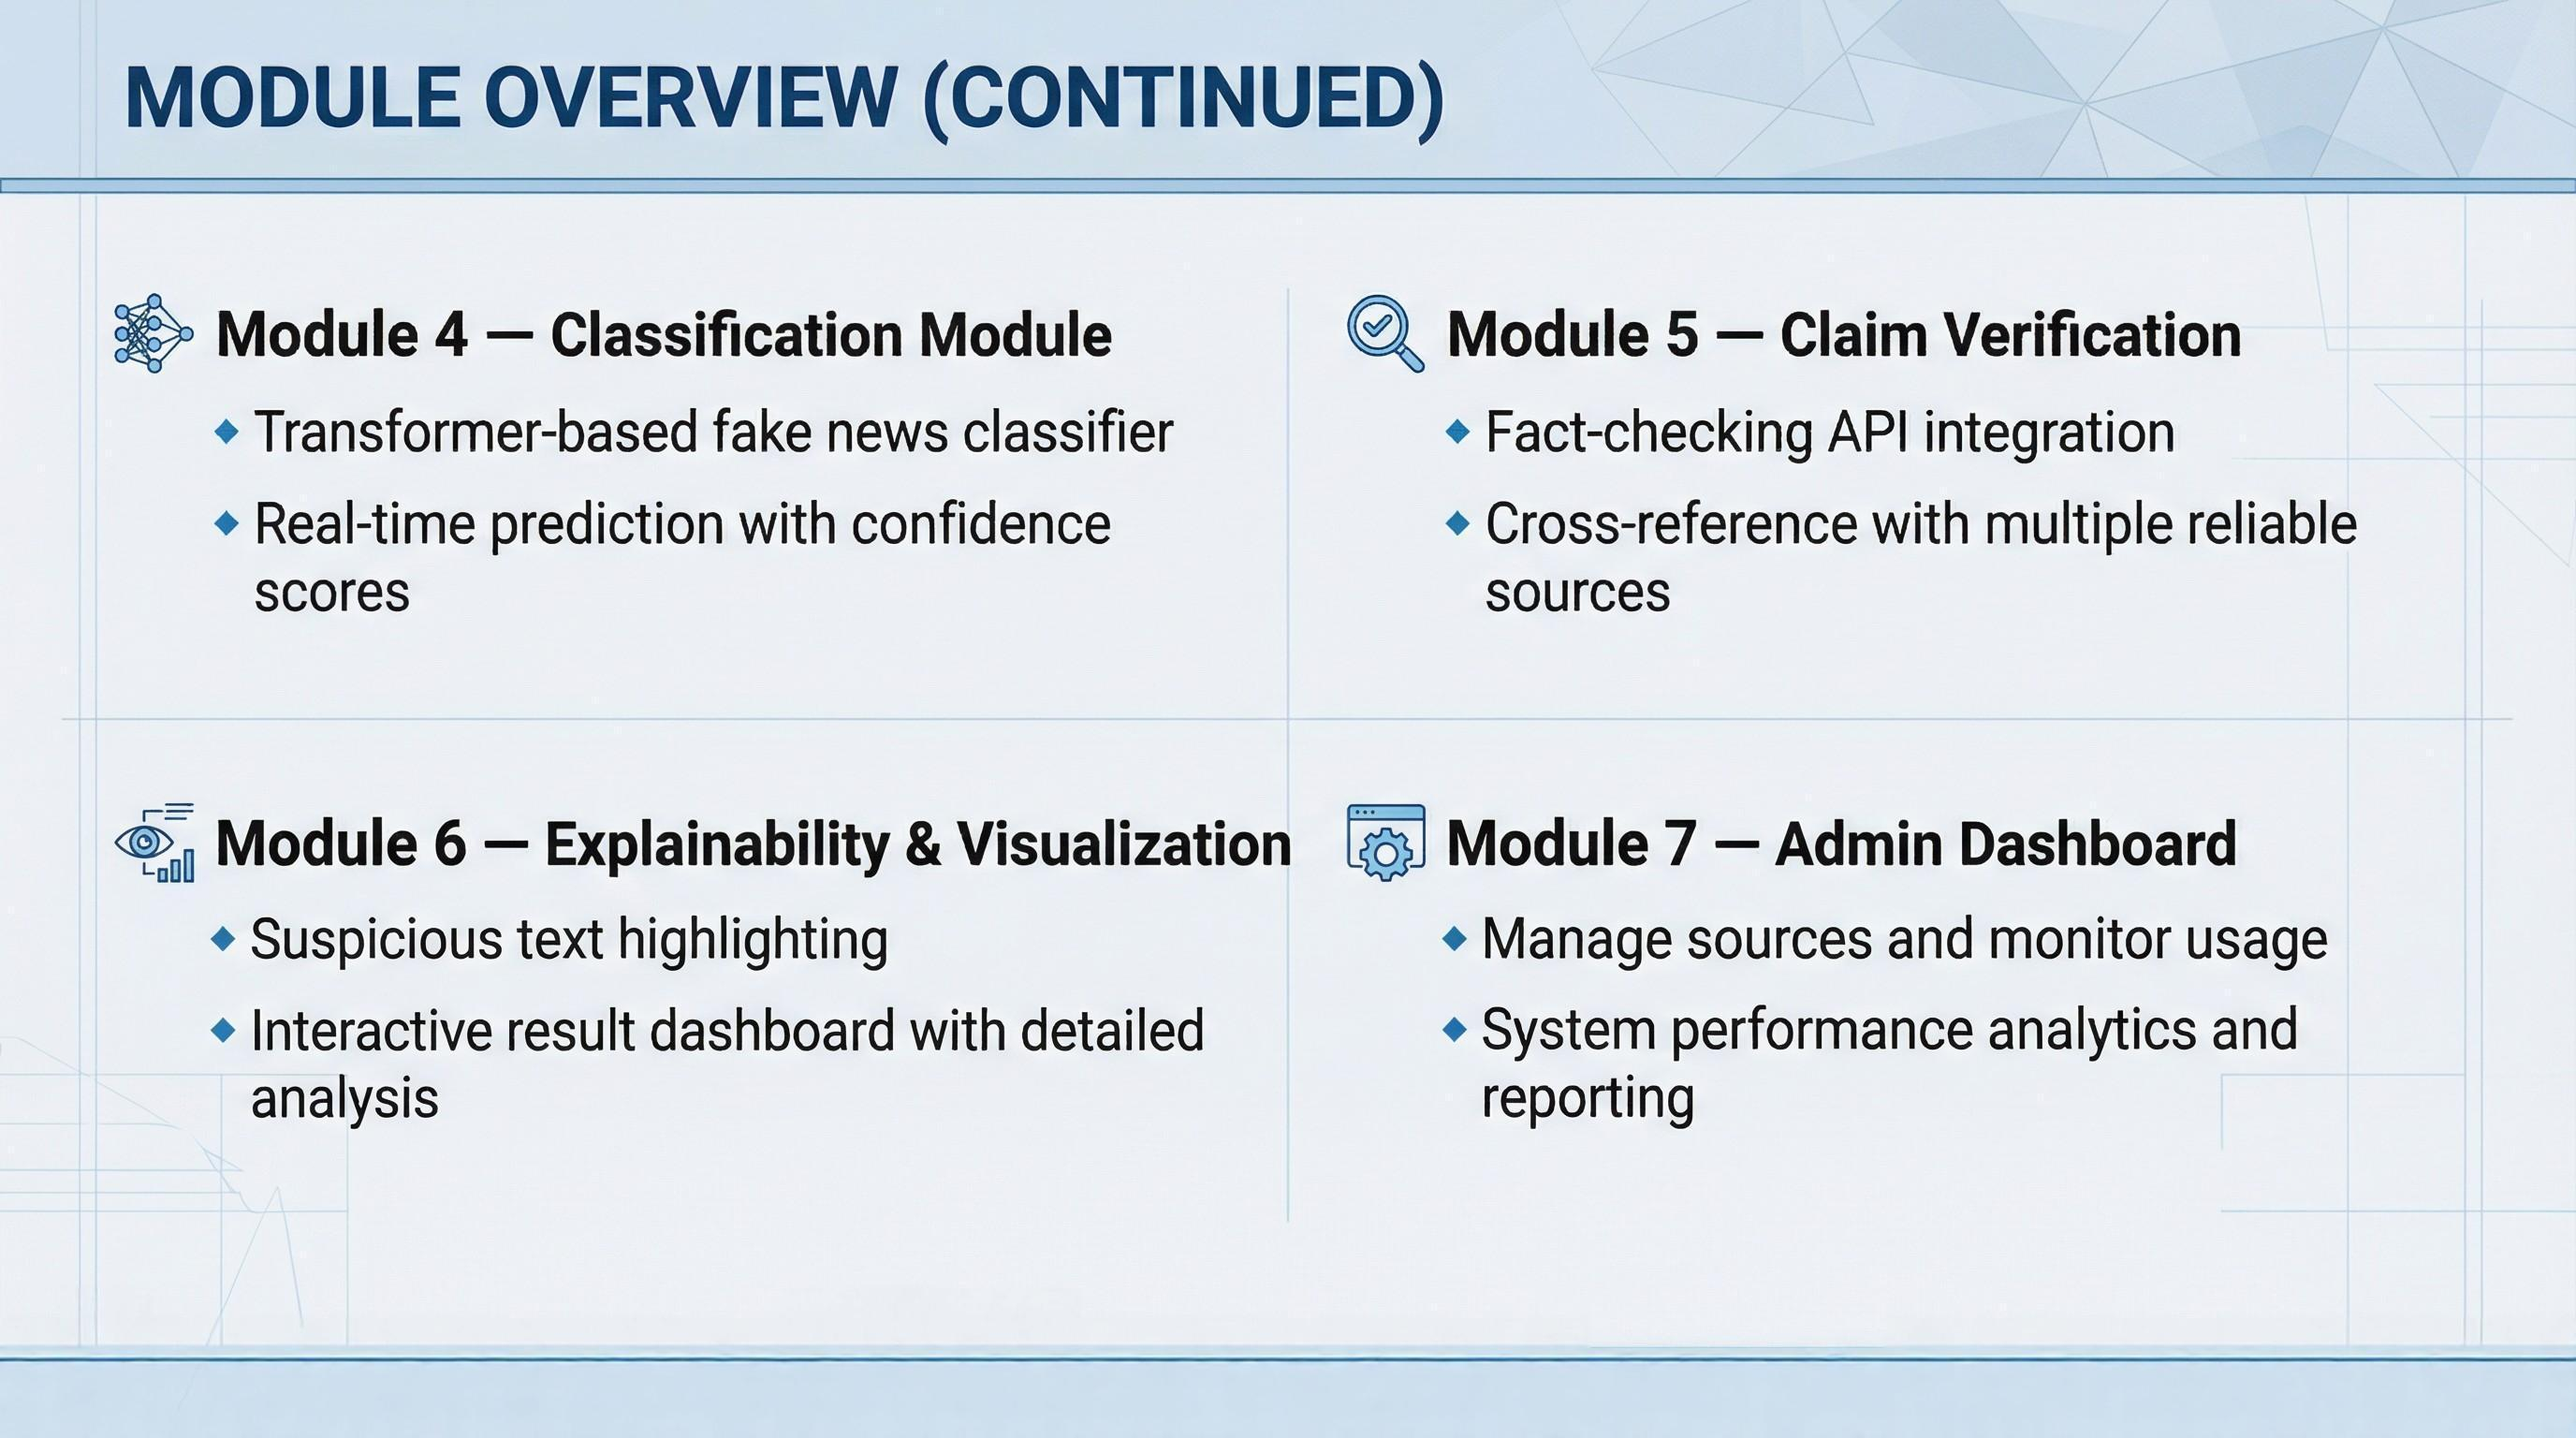 MODULE OVERVIEW (CONTINUED)
Module 4 — Classification Module
Transformer-based fake news classifier
Real-time prediction with confidence
scores
Module 5 — Claim Verification
Fact-checking API integration
Cross-reference with multiple reliable
sources
Module 6 — Explainability & Visualization
Suspicious text highlighting
Interactive result dashboard with detailed
analysis
Module 7 — Admin Dashboard
Manage sources and monitor usage
System performance analytics and
reporting